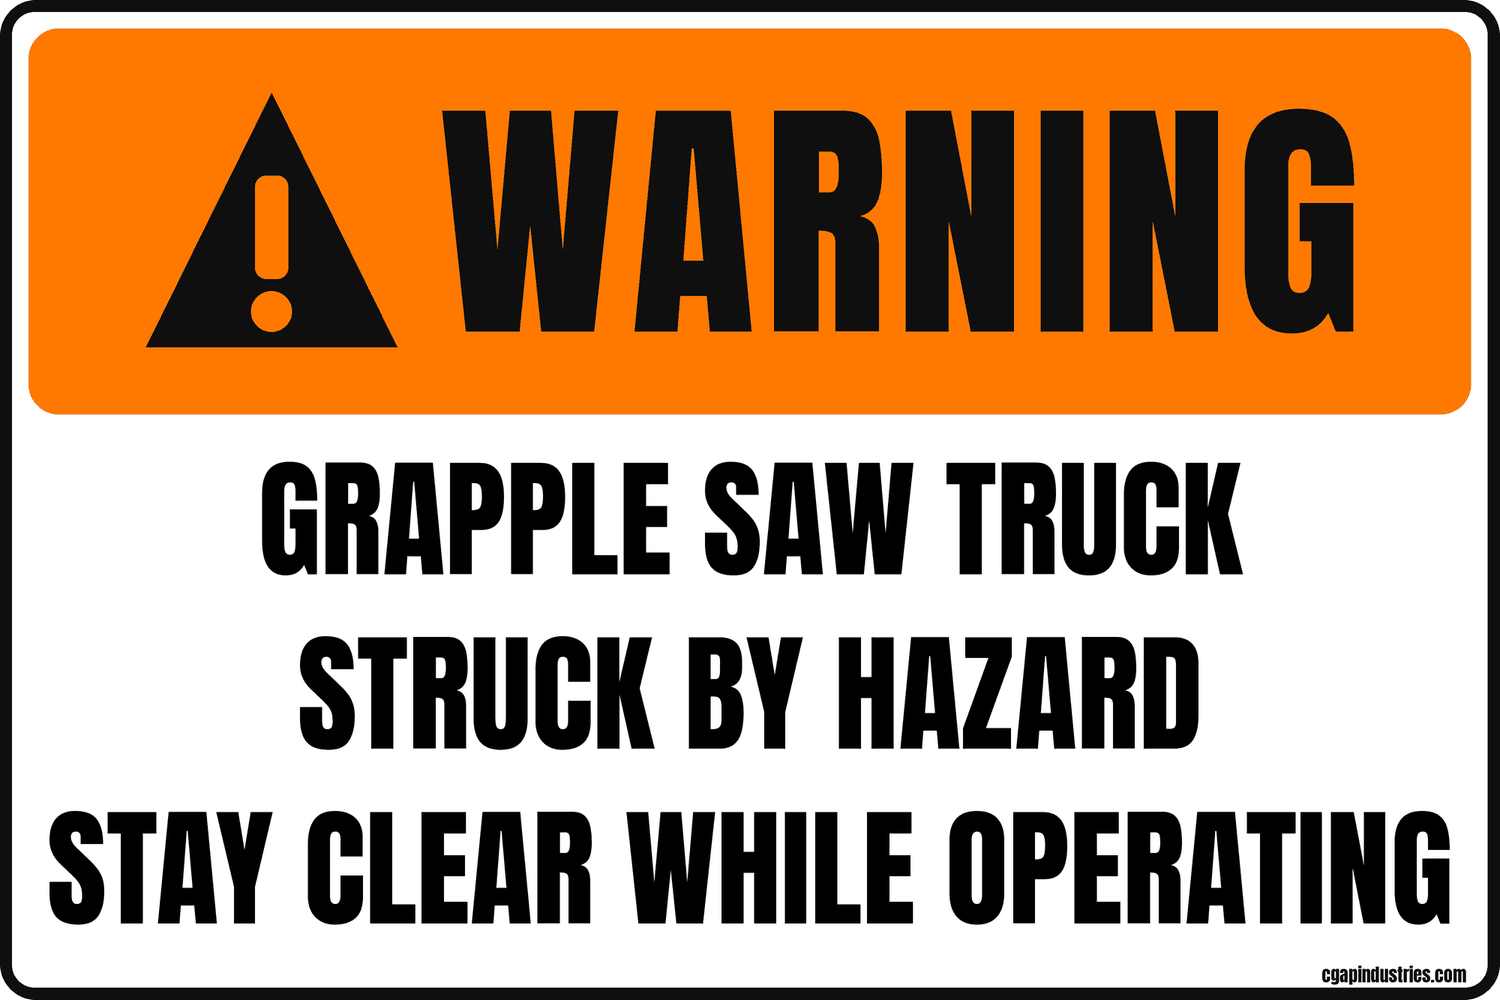 WARNING
GRAPPLE SAW TRUCK
STRUCK BY HAZARD
STAY CLEAR WHILE OPERATING
cgapindustries.com